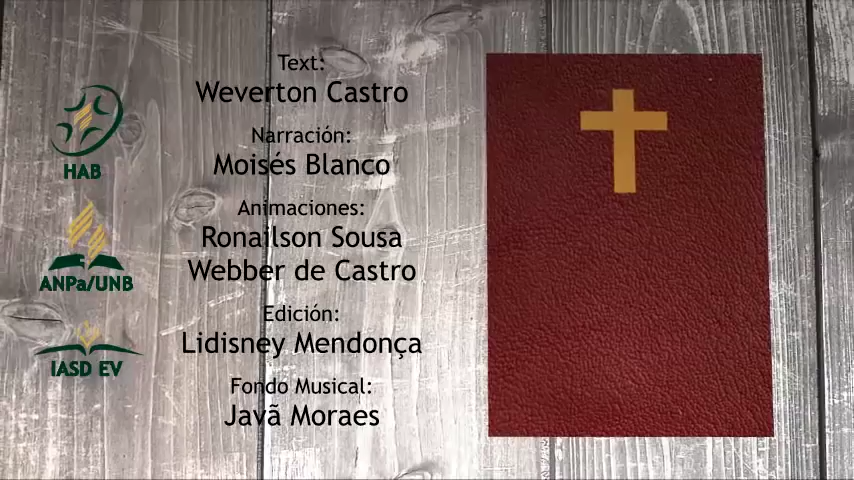 Text:
Weverton Castro
Narración:
Moisés Blanco
Animaciones:
Ronailson Sousa
Webber de Castro
Edición:
Lidisney Mendonça
Fondo Musical:
Javã Moraes
HAB
ANPa/UNB
IASD EV